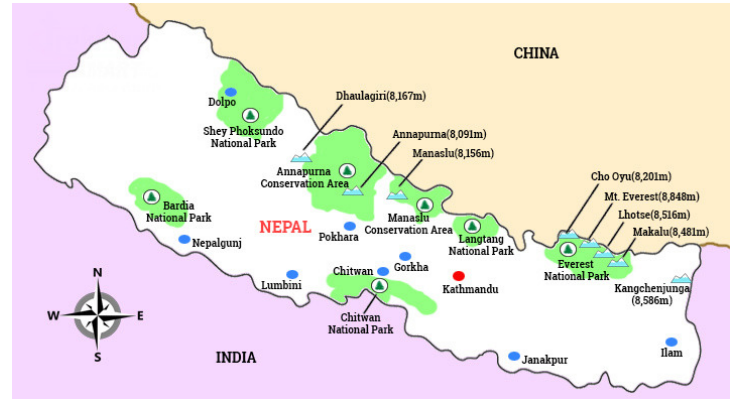 CHINA
Dhaulagiri(8,167m)
Dolpo
Annapurna(8,091m)
Shey Phoksundo
National Park
Manaslu(8,156m)
Annapurna
Conservation Area
Cho Oyu(8,201m)
Mt. Everest(8,848m)
Lhotse(8,516m)
Makalu(8,481m)
Bardia
National Park
NEPAL
Manaslu
Conservation Area
Pokhara
Nepalgunj
Langtang
National Park
Everest
National Park
Gorkha
Chitwan
Lumbini
Kathmandu
Kangchenjunga
(8,586m)
N
W
E
S
Chitwan
National Park
INDIA
Janakpur
Ilam